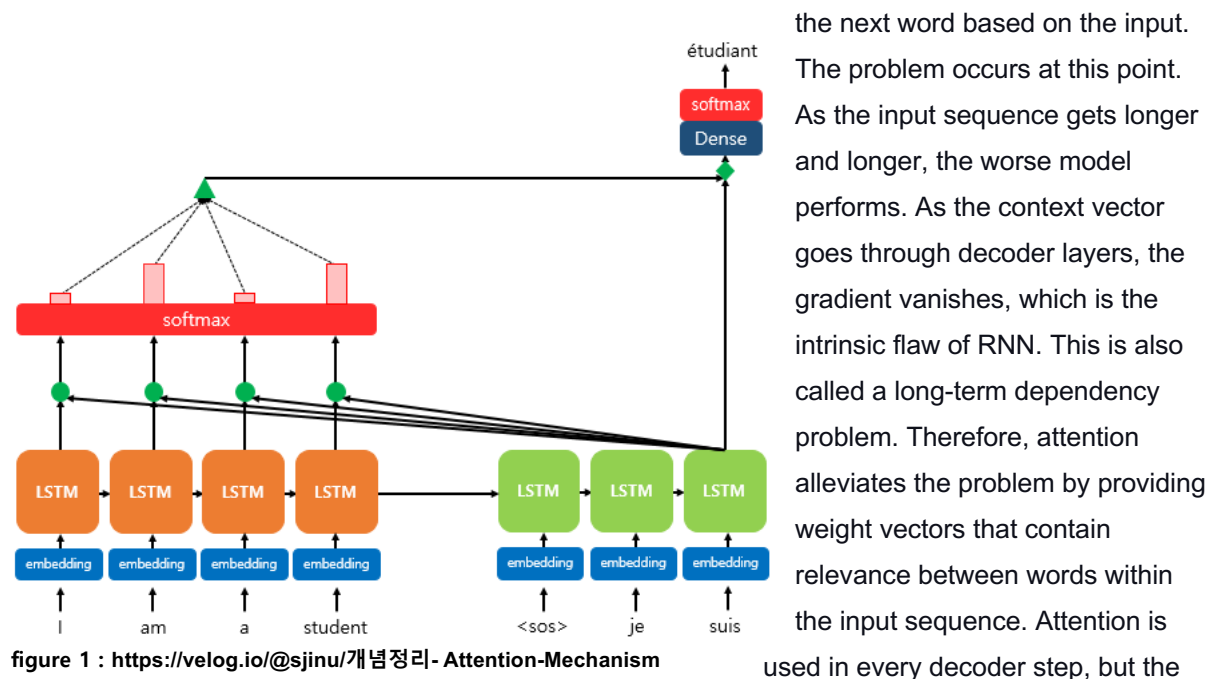 étudiant
softmax
Dense
softmax
LSTM LSTM LSTM LSTM LSTM LSTM LSTM
embedding embedding embedding embedding embedding embedding embedding
I am a student <sos> je suis
figure 1 : https://velog.io/@sjinu/개념정리- Attention-Mechanism
the next word based on the input.
The problem occurs at this point.
As the input sequence gets longer
and longer, the worse model
performs. As the context vector
goes through decoder layers, the
gradient vanishes, which is the
intrinsic flaw of RNN. This is also
called a long-term dependency
problem. Therefore, attention
alleviates the problem by providing
weight vectors that contain
relevance between words within
the input sequence. Attention is
used in every decoder step, but the